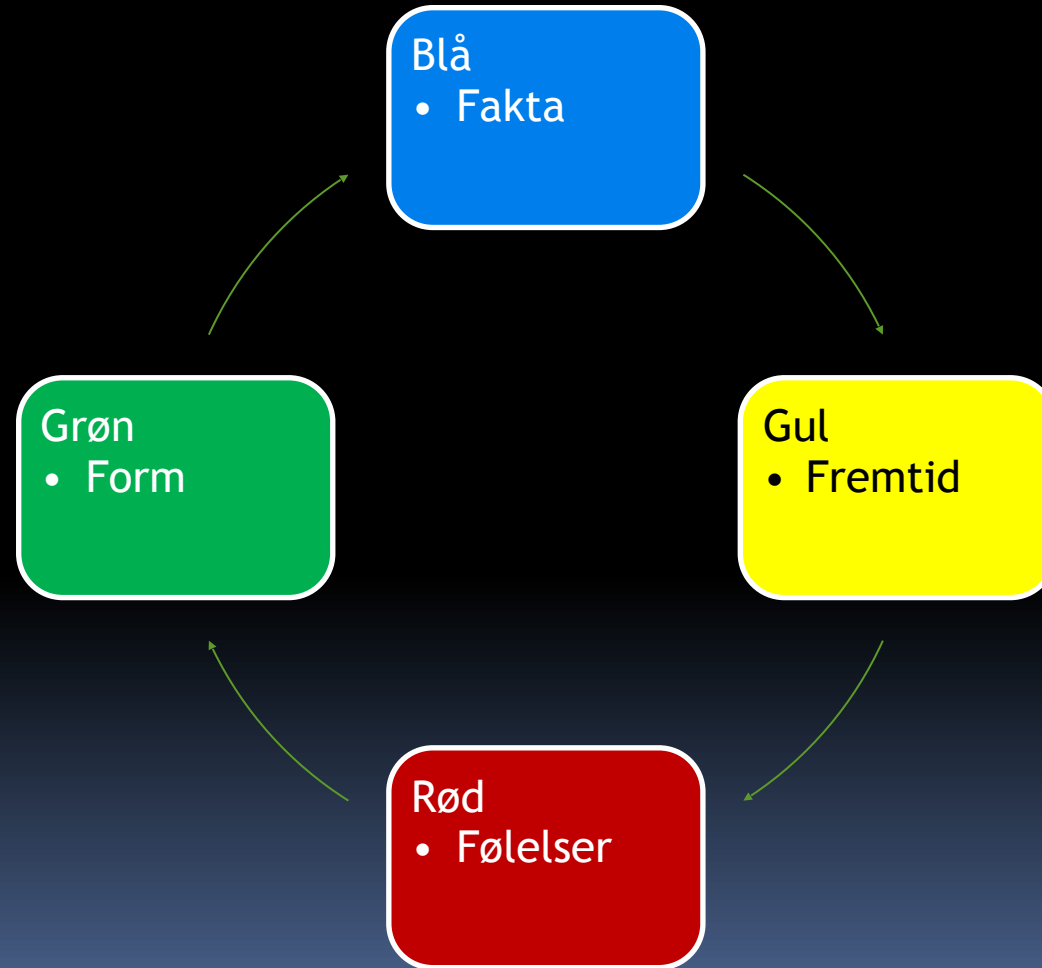 Blå
• Fakta
Gul
• Fremtid
Rød
• Følelser
Grøn
• Form